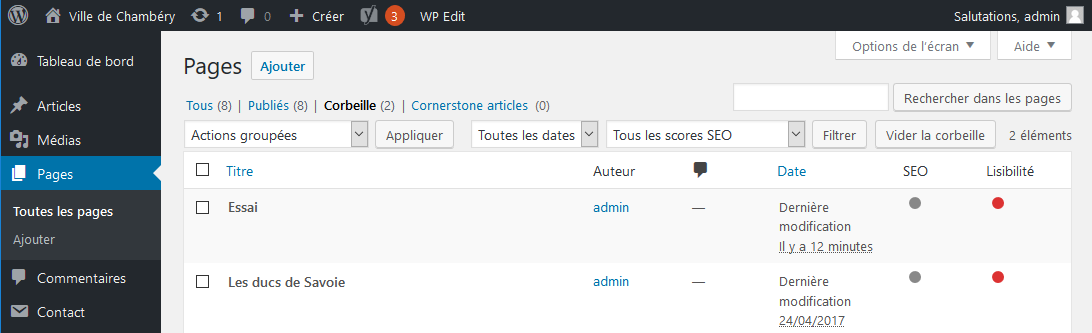 Ville de Chambéry 1 0 Créer 3 WP Edit Salutations, admin
Options de l'écran Aide
Tableau de bord
Articles
Médias
Pages
Toutes les pages
Ajouter
Commentaires
Contact
Pages Ajouter
Tous (8) | Publiés (8) | Corbeille (2) | Cornerstone articles (0)
Rechercher dans les pages
Actions groupées Appliquer Toutes les dates Tous les scores SEO Filtrer Vider la corbeille 2 éléments
Titre Auteur Date SEO Lisibilité
Essai admin — Dernière
modification
Il y a 12 minutes
Les ducs de Savoie admin — Dernière
modification
24/04/2017